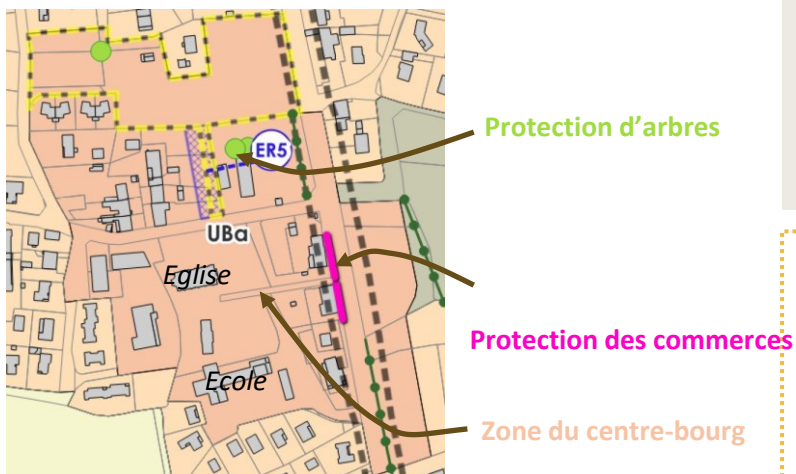 Protection d’arbres
ER5
UBa
Eglise
Protection des commerces
Ecole
Zone du centre-bourg